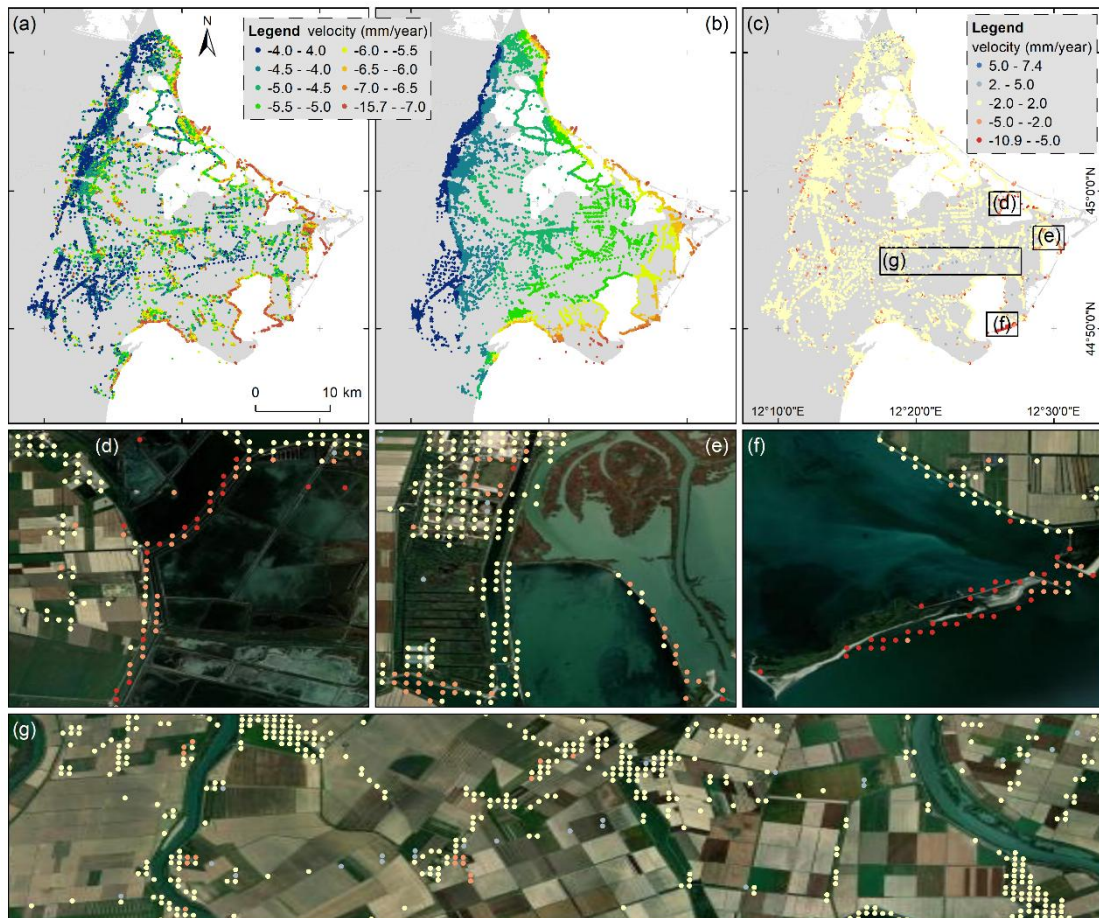 (a)
N
Legend velocity (mm/year)
-4.0 - 4.0 -6.0 - -5.5
-4.5 - -4.0 -6.5 - -6.0
-5.0 - -4.5 -7.0 - -6.5
-5.5 - -5.0 -15.7 - -7.0
0 10 km
(b)
(c)
Legend
velocity (mm/year)
5.0 - 7.4
2. - 5.0
-2.0 - 2.0
-5.0 - -2.0
-10.9 - -5.0
(d)
(e)
(g)
(f)
45°0'0"N
44°50'0"N
12°10'0"E 12°20'0"E 12°30'0"E
(d)
(e)
(f)
(g)